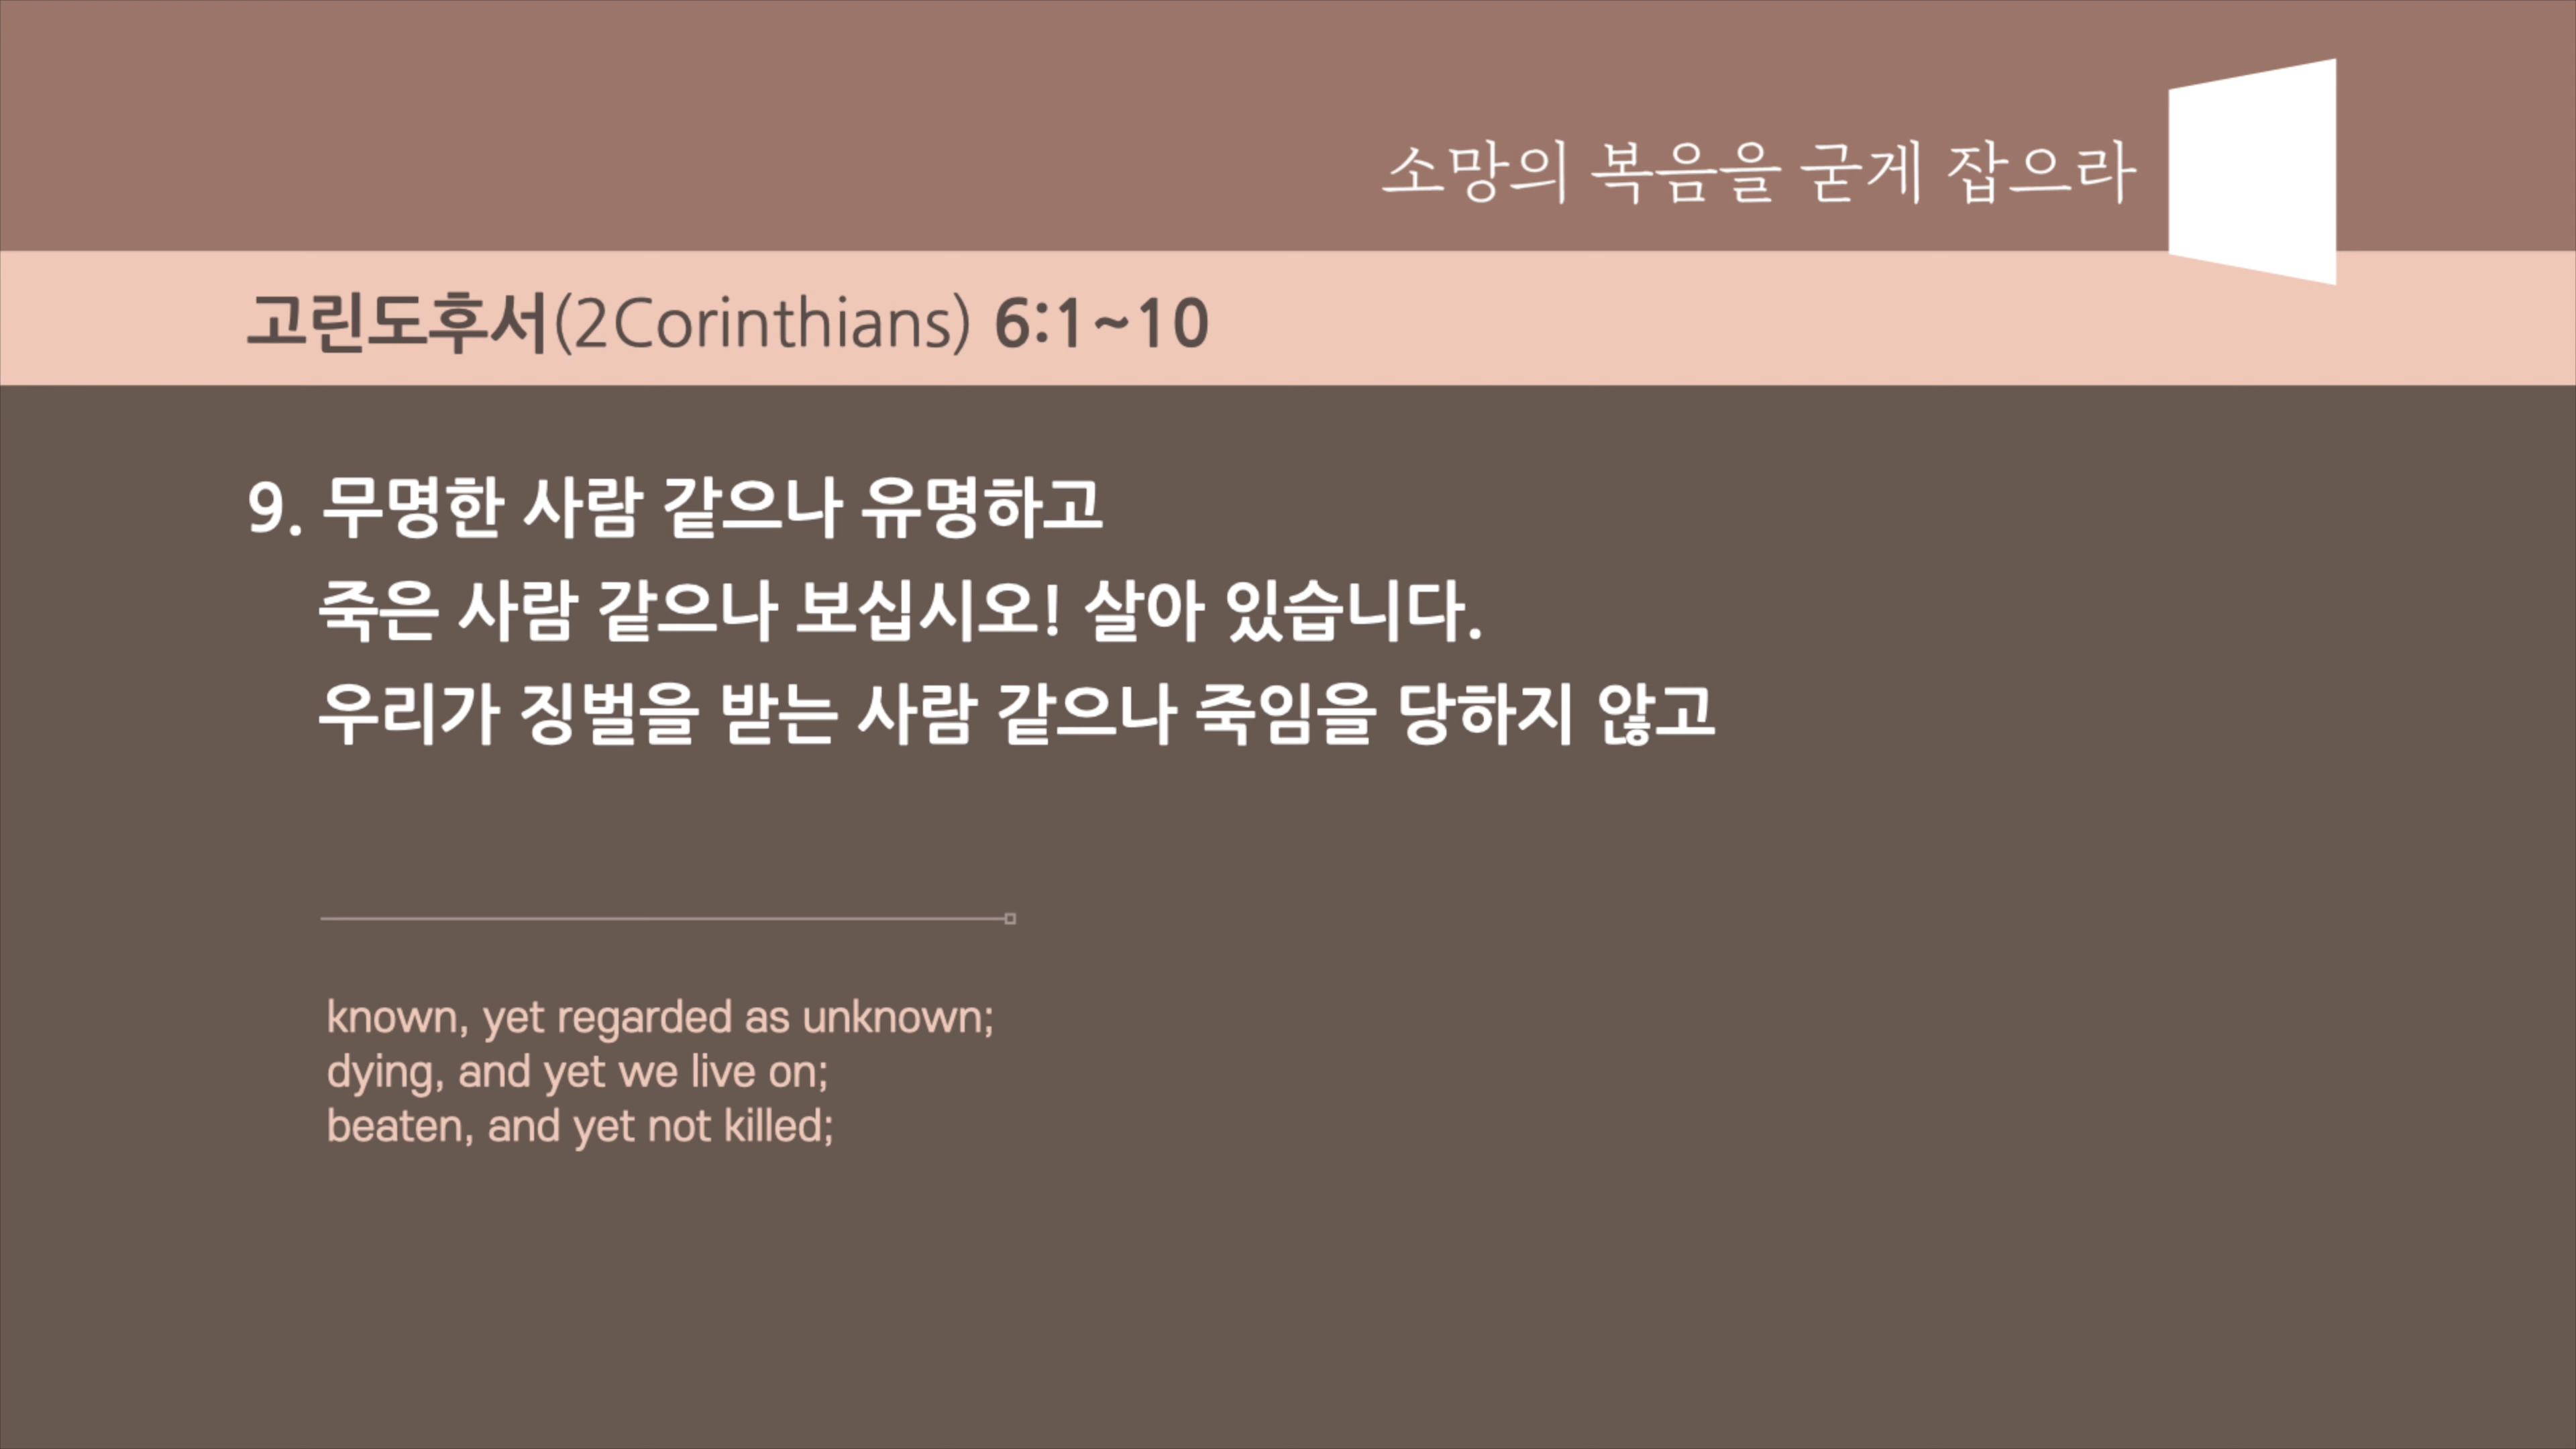 소망의 복음을 굳게 잡으라
고린도후서(2Corinthians) 6:1~10
9. 무명한 사람 같으나 유명하고
죽은 사람 같으나 보십시오! 살아 있습니다.
우리가 징벌을 받는 사람 같으나 죽임을 당하지 않고
known, yet regarded as unknown;
dying, and yet we live on;
beaten, and yet not killed;